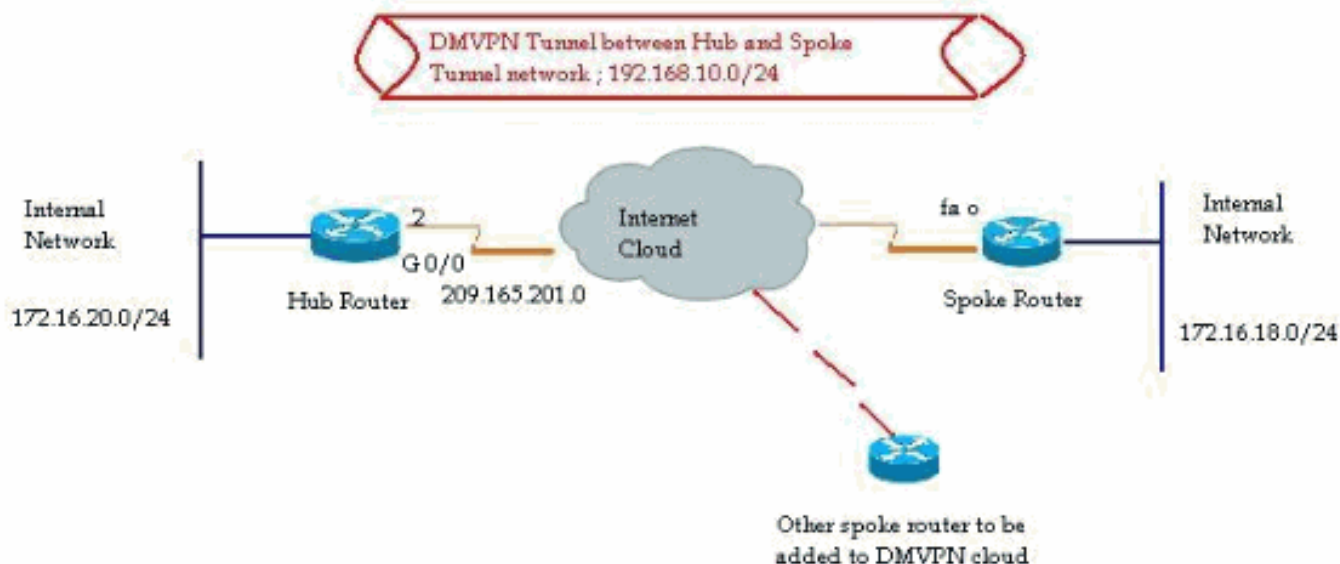 DMVPN Tunnel between Hub and Spoke
Tunnel network ; 192.168.10.0/24
Internal
Network
172.16.20.0/24
.2
G 0/0
Hub Router
209.165.201.0
Internet
Cloud
fa o
Spoke Router
Internal
Network
172.16.18.0/24
Other spoke router to be
added to DMVPN cloud